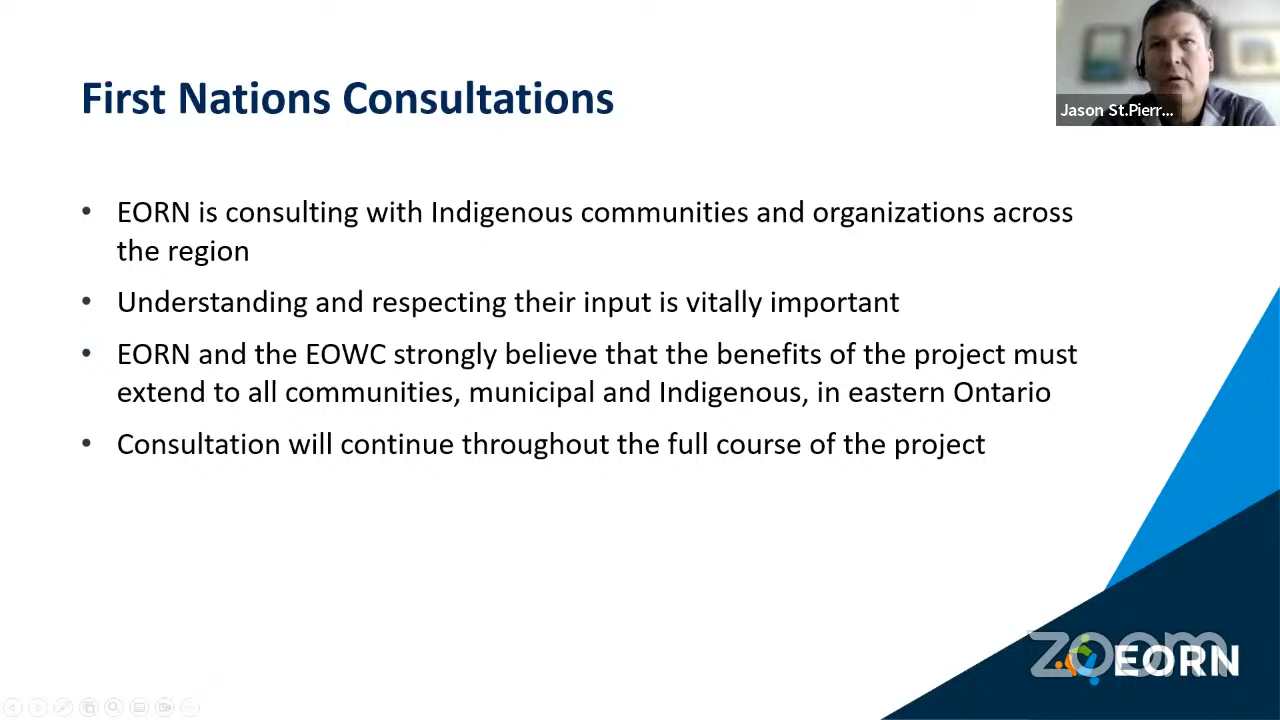 First Nations Consultations
Jason St.Pierr...
• EORN is consulting with Indigenous communities and organizations across
the region
• Understanding and respecting their input is vitally important
• EORN and the EOWC strongly believe that the benefits of the project must
extend to all communities, municipal and Indigenous, in eastern Ontario
• Consultation will continue throughout the full course of the project
zoom
EORN